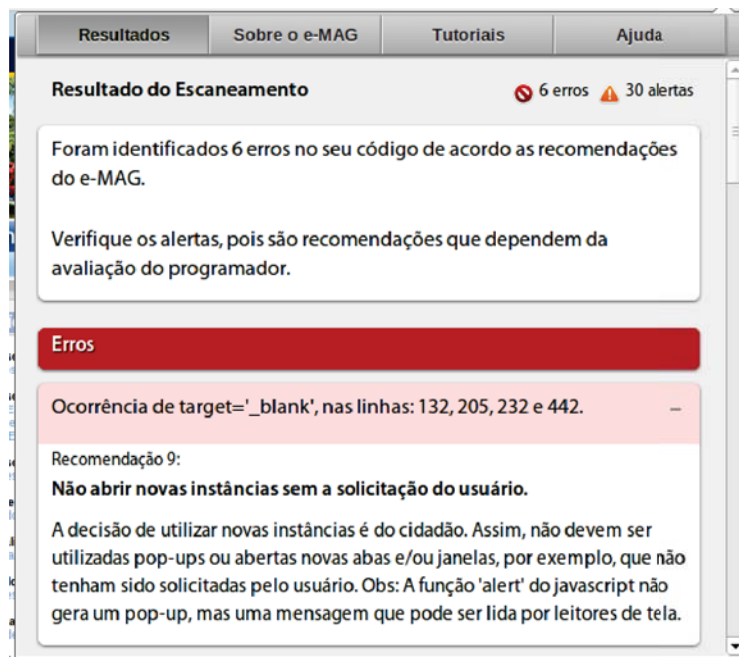 Resultados Sobre o e-MAG Tutoriais Ajuda
Resultado do Escaneamento 6 erros 30 alertas
Foram identificados 6 erros no seu código de acordo as recomendações
do e-MAG.
Verifique os alertas, pois são recomendações que dependem da
avaliação do programador.
Erros
Ocorrência de target='_blank', nas linhas: 132, 205, 232 e 442. –
Recomendação 9:
Não abrir novas instâncias sem a solicitação do usuário.
A decisão de utilizar novas instâncias é do cidadão. Assim, não devem ser
utilizadas pop-ups ou abertas novas abas e/ou janelas, por exemplo, que não
tenham sido solicitadas pelo usuário. Obs: A função 'alert' do javascript não
gera um pop-up, mas uma mensagem que pode ser lida por leitores de tela.